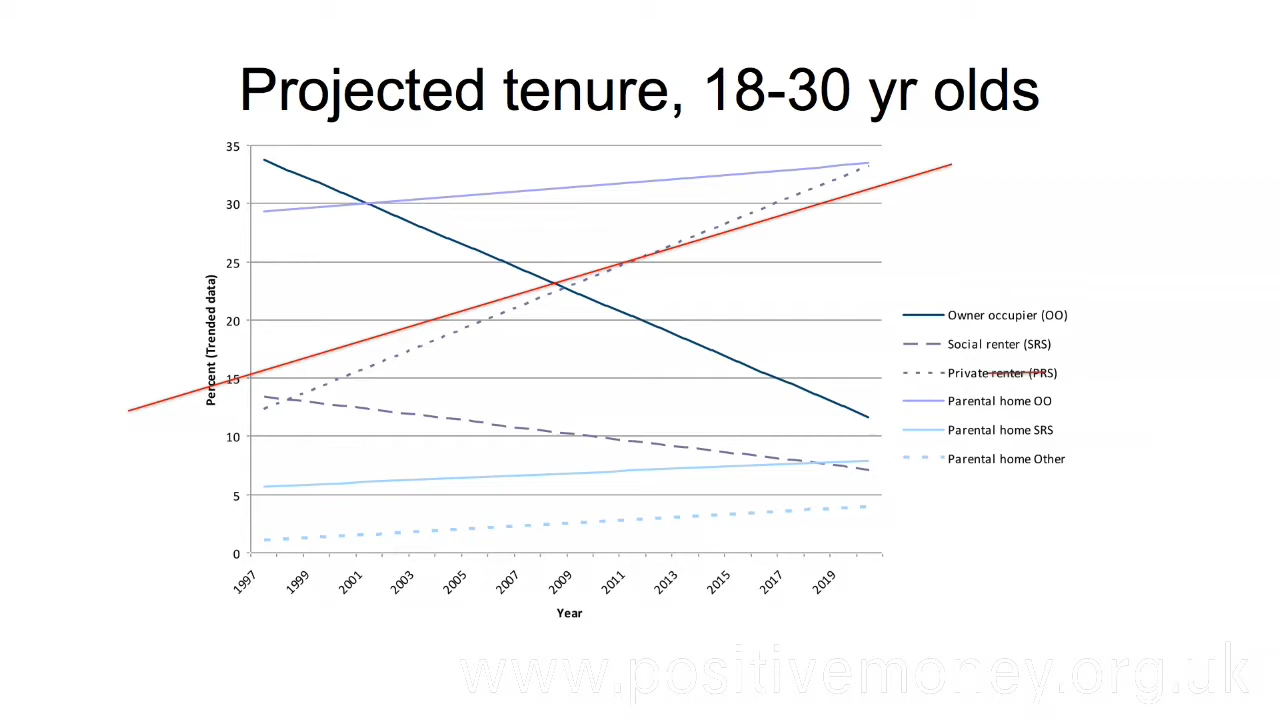 Projected tenure, 18-30 yr olds
35
30
25
20
15
10
5
0
Percent (Trended data)
1997 1999 2001 2003 2005 2007 2009 2011 2013 2015 2017 2019
Year
Owner occupier (OO)
Social renter (SRS)
Private renter (PRS)
Parental home OO
Parental home SRS
Parental home Other
www.positivemoney.org.uk